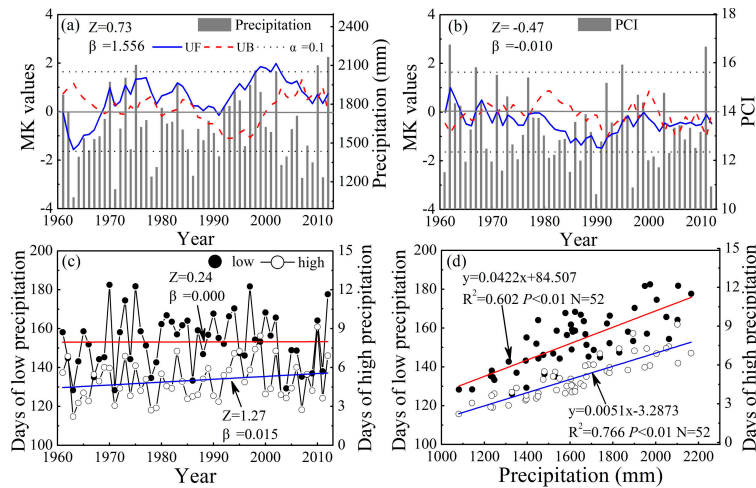 (a)
Z=0.73
Precipitation
β =1.556
UF
UB
α =0.1
MK values
4
2
0
-2
-4
2400
2100
1800
1500
1200
Precipitation (mm)
1960
1970
1980
1990
2000
2010
Year
(b)
Z= -0.47
PCI
β =-0.010
MK values
4
2
0
-2
-4
18
16
14
12
10
PCI
1960
1970
1980
1990
2000
2010
Year
(c)
low
high
Z=0.24
β =0.000
Z=1.27
β =0.015
Days of low precipitation
200
180
160
140
120
100
15
12
9
6
3
0
Days of high precipitation
1960
1970
1980
1990
2000
2010
Year
(d)
y=0.0422x+84.507
R²=0.602 P<0.01 N=52
y=0.0051x-3.2873
R²=0.766 P<0.01 N=52
Days of low precipitation
200
180
160
140
120
100
15
12
9
6
3
0
Days of high precipitation
1000
1200
1400
1600
1800
2000
2200
Precipitation (mm)